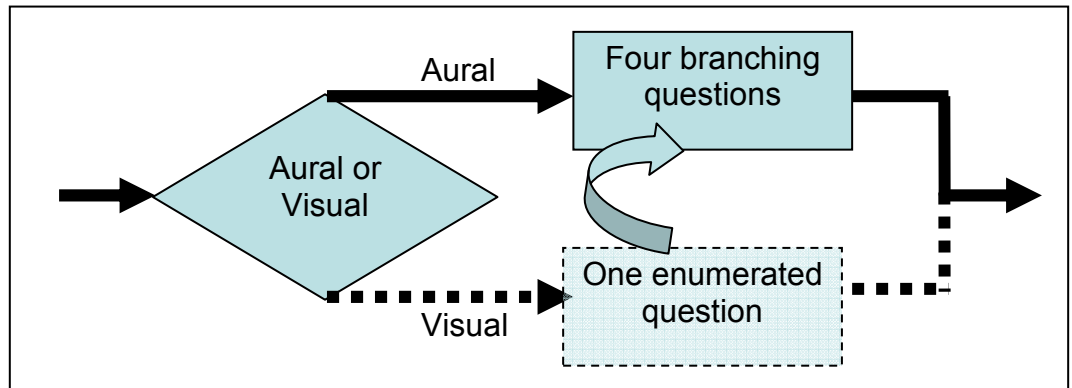 Aural
Four branching
questions
Aural or
Visual
One enumerated
question
Visual